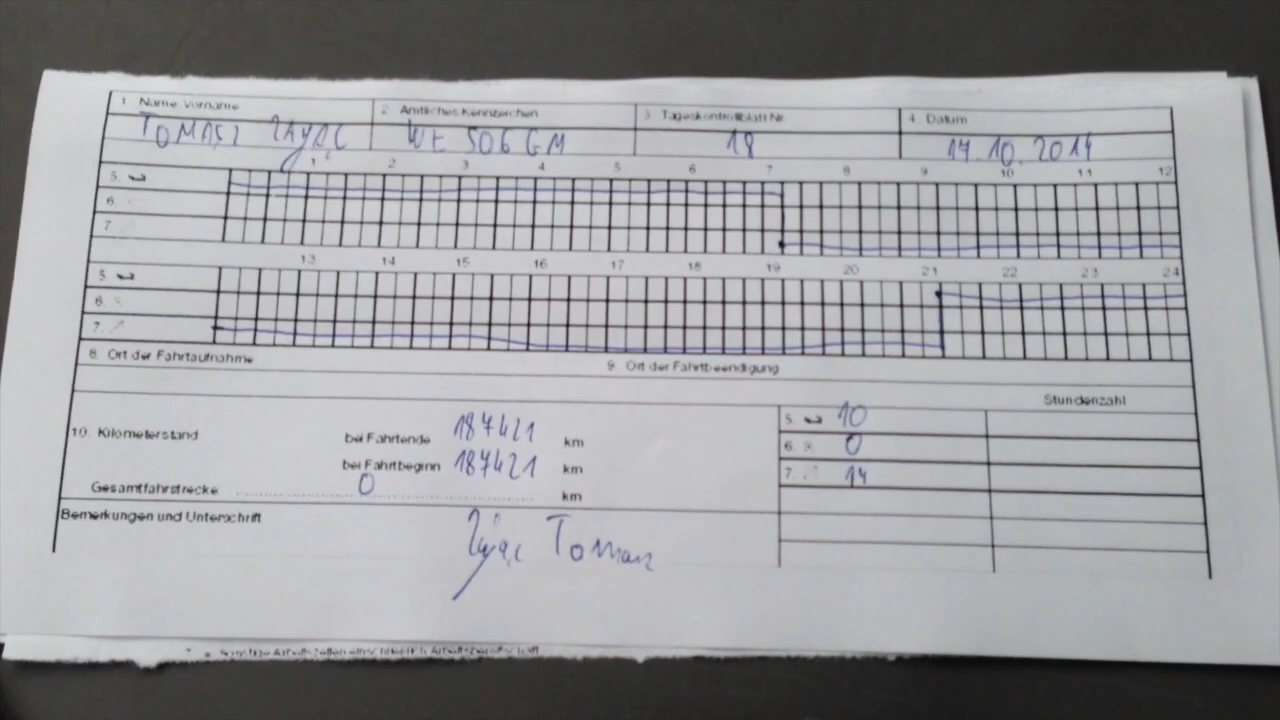 1. Name, Vorname 2. Amtliches Kennzeichen 3. Tageskontrollblatt Nr. 4. Datum
TOMASZ ZAJĄC WE 506 GM 18 17.10.2014
1 2 3 4 5 6 7 8 9 10 11 12
5.
6.
7.
13 14 15 16 17 18 19 20 21 22 23 24
5.
6.
7.
8. Ort der Fahrtaufnahme 9. Ort der Fahrtbeendigung
Stundenzahl
5. 10
10. Kilometerstand bei Fahrtende 187421 km
6. 0
bei Fahrtbeginn 187421 km
7. 14
Gesamtfahrstrecke 0 km
Bemerkungen und Unterschrift
Zając Tomasz